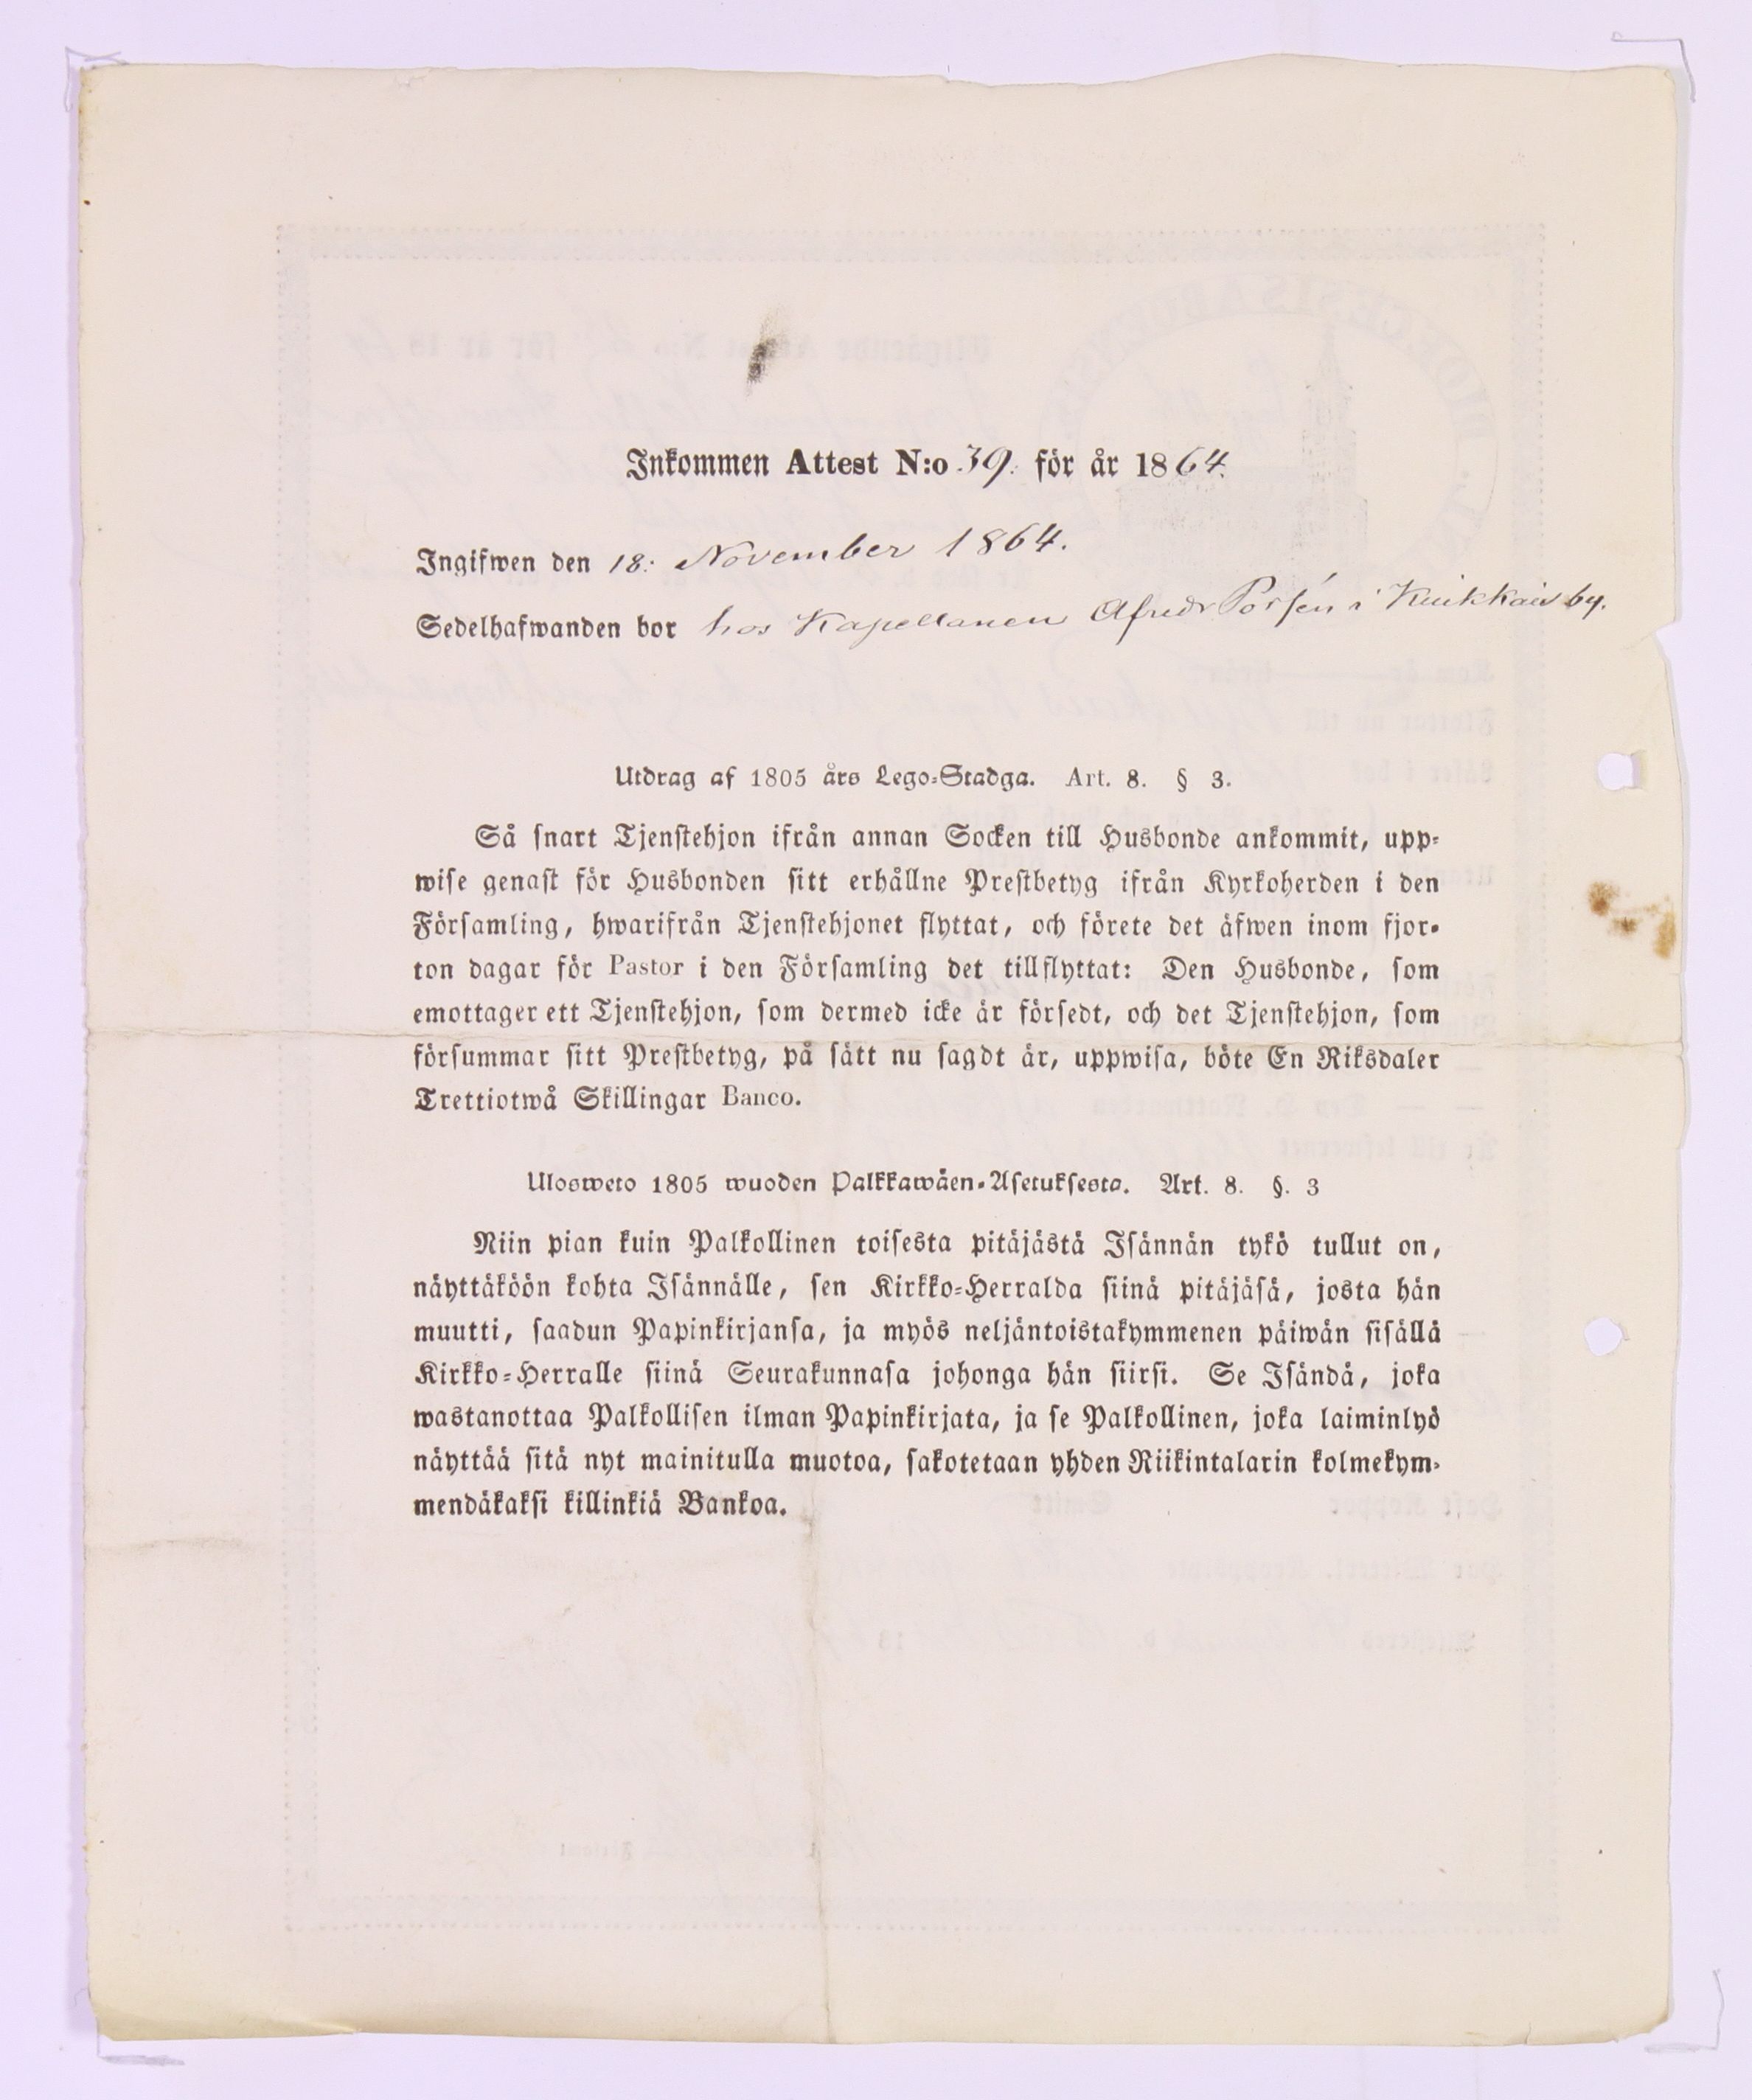 Inkommen Attest N:o 39. för år 1864.
Ingifwen den 18: November 1864.
Sedelhafwanden bor hos Kapellanen Alfredr Porsén i by.
Utdrag af 1805 års Lego-Stadga. Art. 8. § 3.
Så snart Tjenstehjon ifrån annan Socken till Husbonde ankommit, upp-
wise genast för Husbonden sitt erhållne Prestbetyg ifrån Kyrkoherden i den
Församling, hwarifrån Tjenstehjonet flyttat, och förete det äfwen inom fjor-
ton dagar för Pastor i den Församling det tillflyttat: Den Husbonde, som
emottager ett Tjenstehjon, som dermed icke är försedt, och det Tjenstehjon, som
försummar sitt Prestbetyg, på sätt nu sagdt är, uppwisa, böte En Riksdaler
Trettiotwå Skillingar Banco.
Ulosweto 1805 wuoden Palkkawäen-Asetuksesta. Art. 8. §. 3
Niin pian kuin Palkollinen toisesta pitäjästä Isännän tykö tullut on,
näyttäköön kohta Isännälle, sen Kirkko-Herralda siinä pitäjäsä, josta hän
muutti, saadun Papinkirjansa, ja myös neljäntoistakymmenen päiwän sisällä
Kirkko-Herralle siinä Seurakunnasa johonga hän siirsi. Se Isändä, joka
wastanottaa Palkollisen ilman Papinkirjata, ja se Palkollinen, joka laiminlyö
näyttää sitä nyt mainitulla muotoa, sakotetaan yhden Riikintalarin kolmekym-
mendäkaksi killinkiä Bankoa.